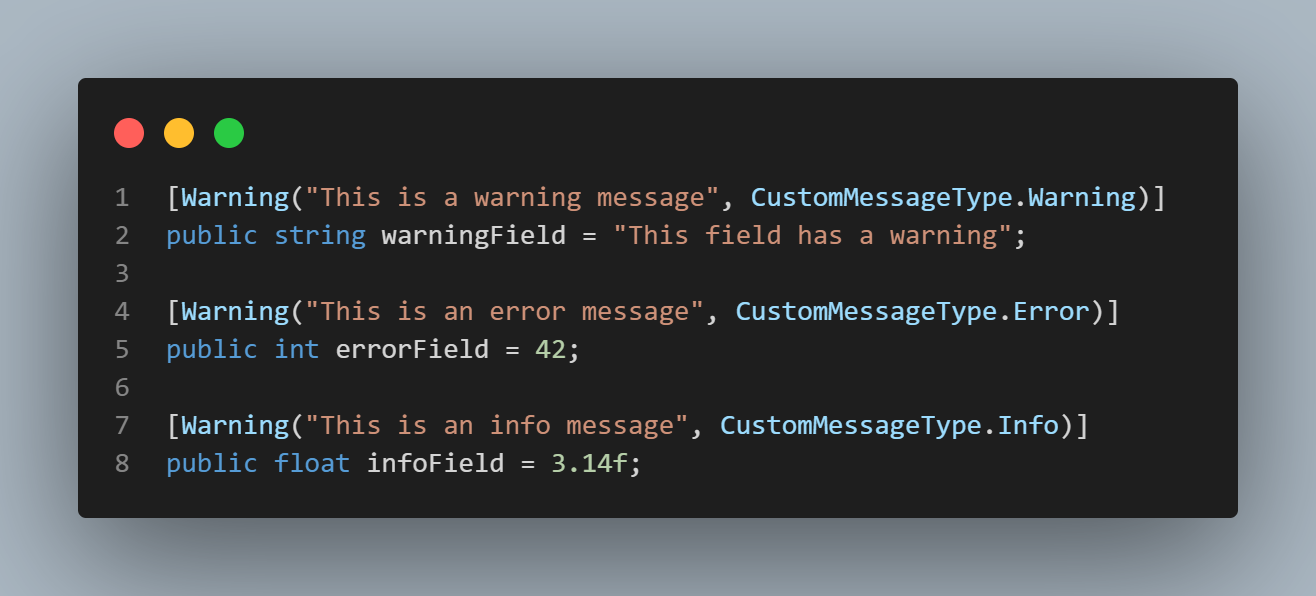 1 [Warning("This is a warning message", CustomMessageType.Warning)]
2 public string warningField = "This field has a warning";
3
4 [Warning("This is an error message", CustomMessageType.Error)]
5 public int errorField = 42;
6
7 [Warning("This is an info message", CustomMessageType.Info)]
8 public float infoField = 3.14f;